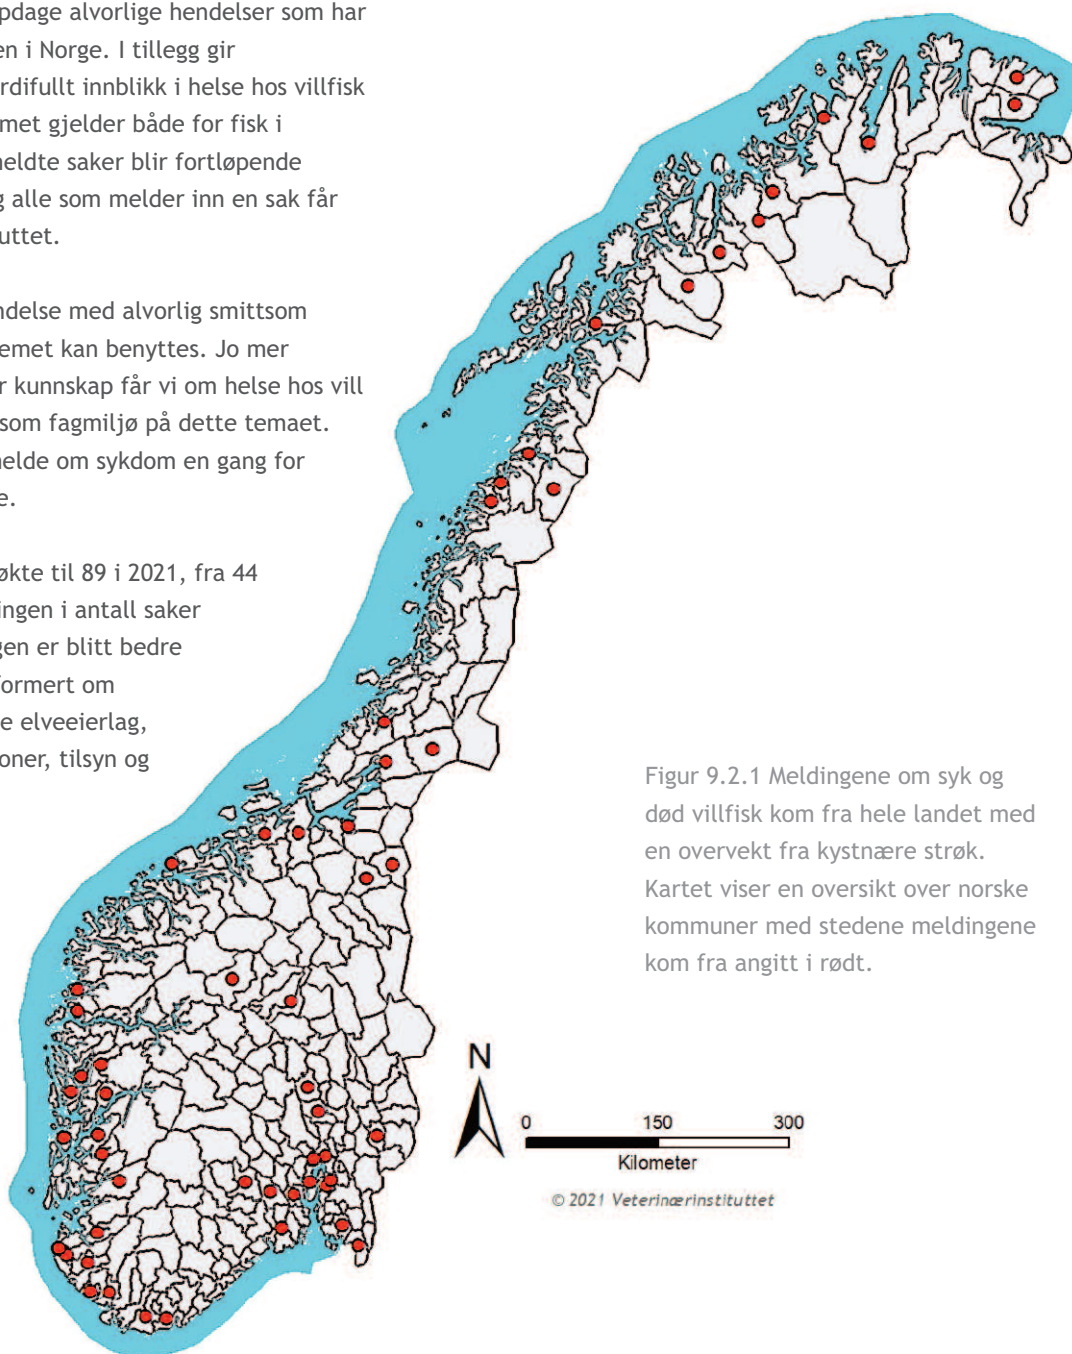 pdage alvorlige hendelser som har
en i Norge. I tillegg gir
rdifullt innblikk i helse hos villfisk
met gjelder både for fisk i
eldte saker blir fortløpende
g alle som melder inn en sak får
uttet.
ndelse med alvorlig smittsom
emet kan benyttes. Jo mer
r kunnskap får vi om helse hos vill
som fagmiljø på dette temaet.
elde om sykdom en gang for
e.
økte til 89 i 2021, fra 44
ingen i antall saker
gen er blitt bedre
formert om
e elveeierlag,
oner, tilsyn og
Figur 9.2.1 Meldingene om syk og
død villfisk kom fra hele landet med
en overvekt fra kystnære strøk.
Kartet viser en oversikt over norske
kommuner med stedene meldingene
kom fra angitt i rødt.
N
0 150 300
Kilometer
© 2021 Veterinærinstituttet